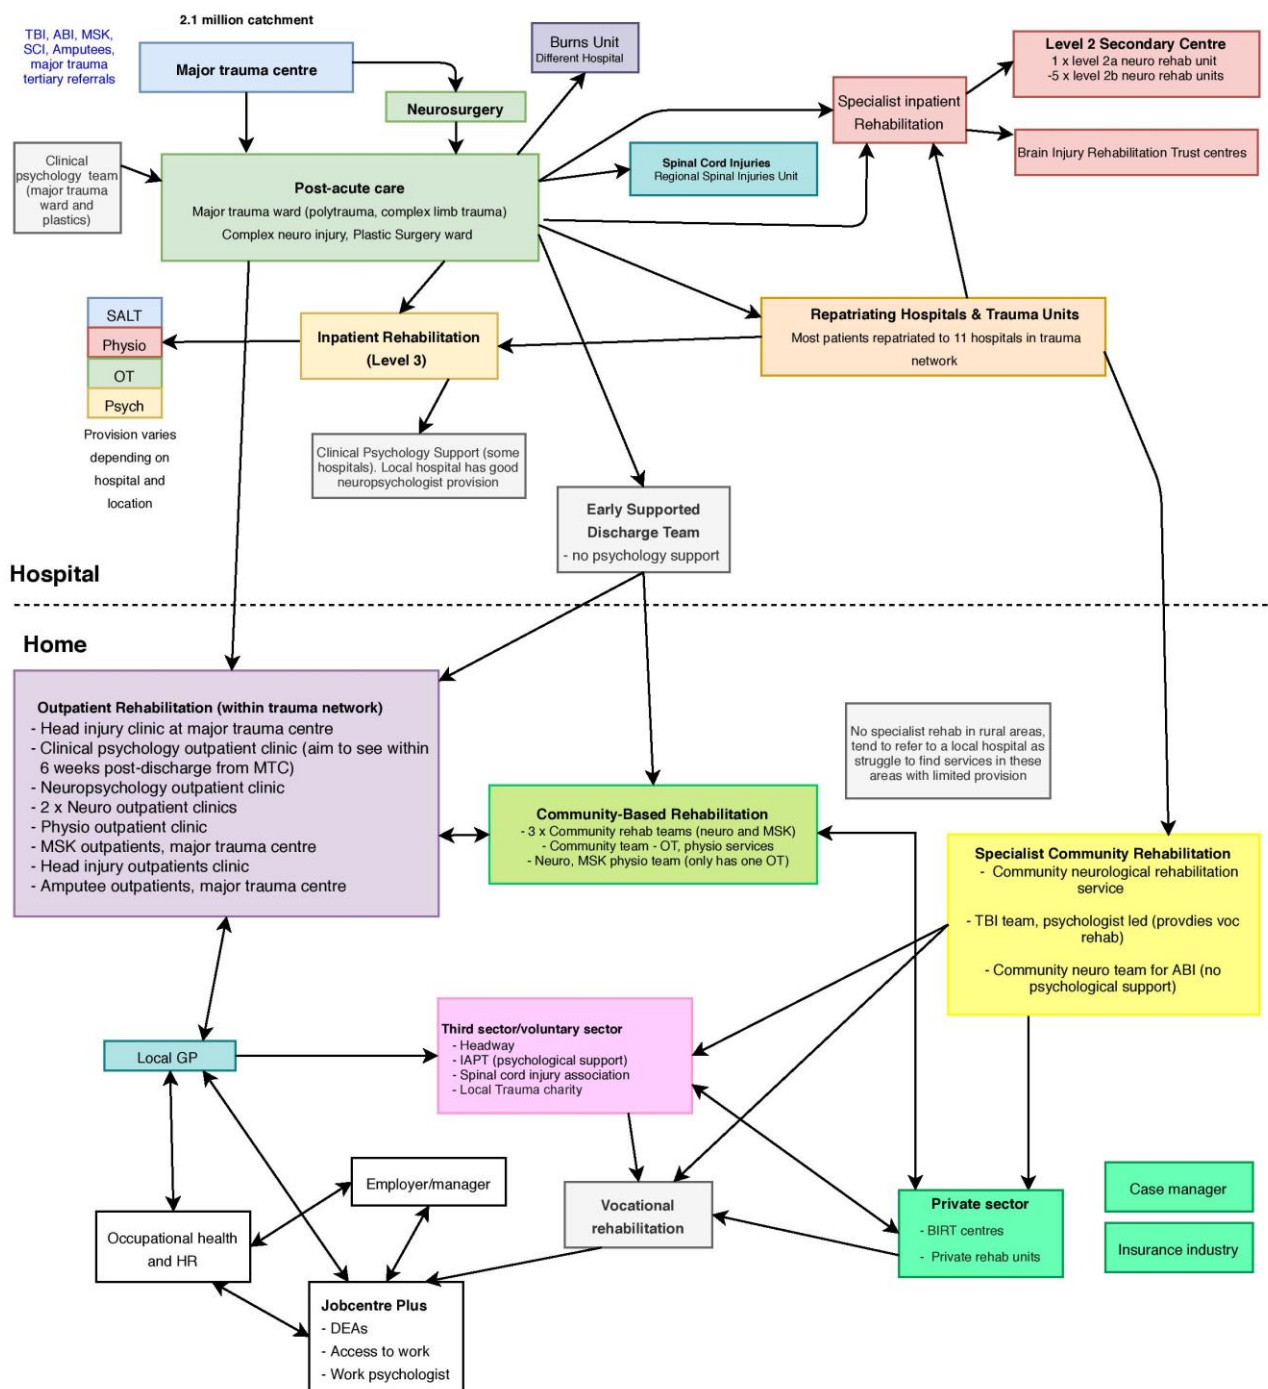 2.1 million catchment
TBI, ABI, MSK,
SCI, Amputees,
major trauma
tertiary referrals
Major trauma centre
Neurosurgery
Burns Unit
Different Hospital
Level 2 Secondary Centre
1 x level 2a neuro rehab unit
-5 x level 2b neuro rehab units
Specialist inpatient
Rehabilitation
Brain Injury Rehabilitation Trust centres
Clinical
psychology team
(major trauma
ward and
plastics)
Post-acute care
Major trauma ward (polytrauma, complex limb trauma)
Complex neuro injury, Plastic Surgery ward
Spinal Cord Injuries
Regional Spinal Injuries Unit
SALT
Physio
OT
Psych
Provision varies
depending on
hospital and
location
Inpatient Rehabilitation
(Level 3)
Repatriating Hospitals & Trauma Units
Most patients repatriated to 11 hospitals in trauma
network
Clinical Psychology Support (some
hospitals). Local hospital has good
neuropsychologist provision
Early Supported
Discharge Team
- no psychology support
Hospital
Home
Outpatient Rehabilitation (within trauma network)
- Head injury clinic at major trauma centre
- Clinical psychology outpatient clinic (aim to see within
6 weeks post-discharge from MTC)
- Neuropsychology outpatient clinic
- 2 x Neuro outpatient clinics
- Physio outpatient clinic
- MSK outpatients, major trauma centre
- Head injury outpatients clinic
- Amputee outpatients, major trauma centre
No specialist rehab in rural areas,
tend to refer to a local hospital as
struggle to find services in these
areas with limited provision
Community-Based Rehabilitation
- 3 x Community rehab teams (neuro and MSK)
- Community team - OT, physio services
- Neuro, MSK physio team (only has one OT)
Specialist Community Rehabilitation
- Community neurological rehabilitation
service
- TBI team, psychologist led (provdies voc
rehab)
- Community neuro team for ABI (no
psychological support)
Local GP
Third sector/voluntary sector
- Headway
- IAPT (psychological support)
- Spinal cord injury association
- Local Trauma charity
Employer/manager
Occupational health
and HR
Vocational
rehabilitation
Private sector
- BIRT centres
- Private rehab units
Case manager
Insurance industry
Jobcentre Plus
- DEAs
- Access to work
- Work psychologist